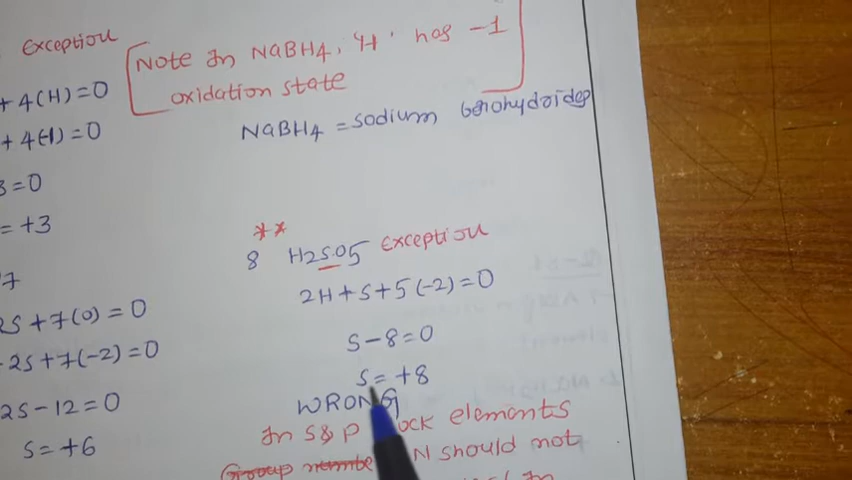 Exception
+ 4(H) = 0
+ 4(-1) = 0
3 = 0
= +3
7
2S + 7(0) = 0
2S + 7(-2) = 0
2S - 12 = 0
S = +6
Note In NaBH4, 'H' has -1
oxidation state
NaBH4 = sodium
** 
8 H2SO5 Exception
2H + S + 5(-2) = 0
S - 8 = 0
S = +8
WRONG
In S & P ock elements
N should not